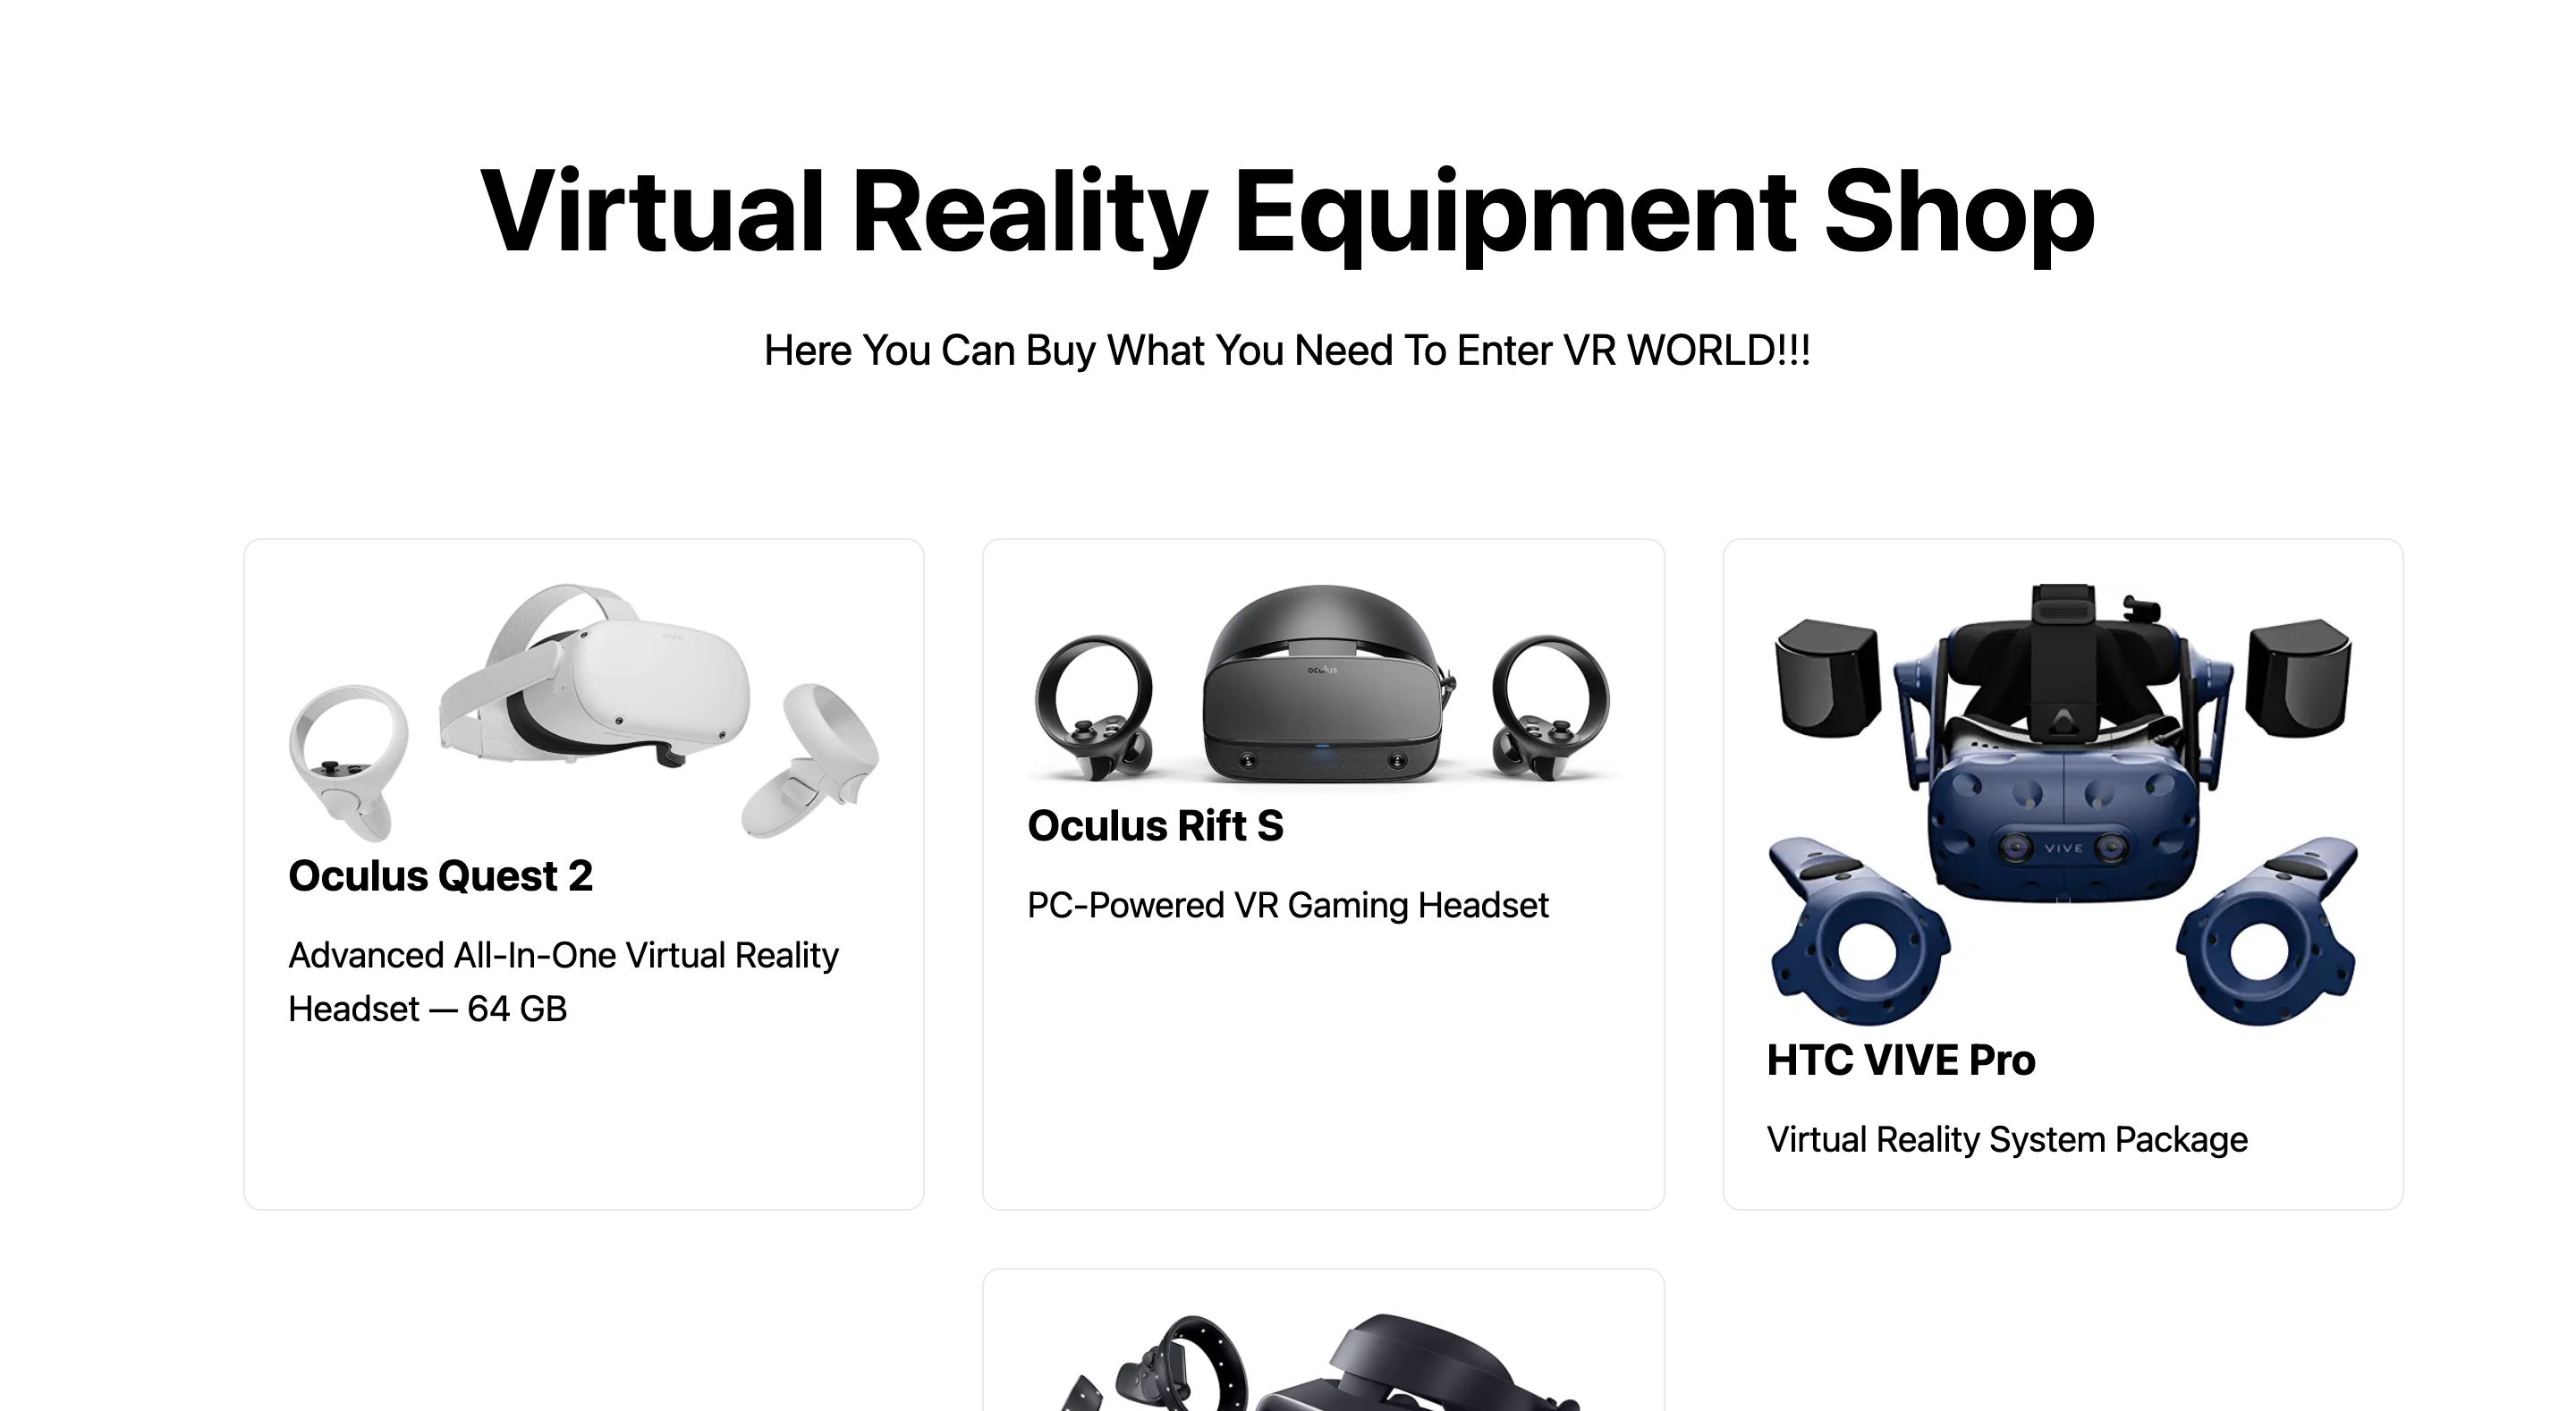 Virtual Reality Equipment Shop
Here You Can Buy What You Need To Enter VR WORLD!!!
oculus
Oculus Quest 2
Advanced All-In-One Virtual Reality
Headset — 64 GB
oculus
Oculus Rift S
PC-Powered VR Gaming Headset
VIVE
HTC VIVE Pro
Virtual Reality System Package